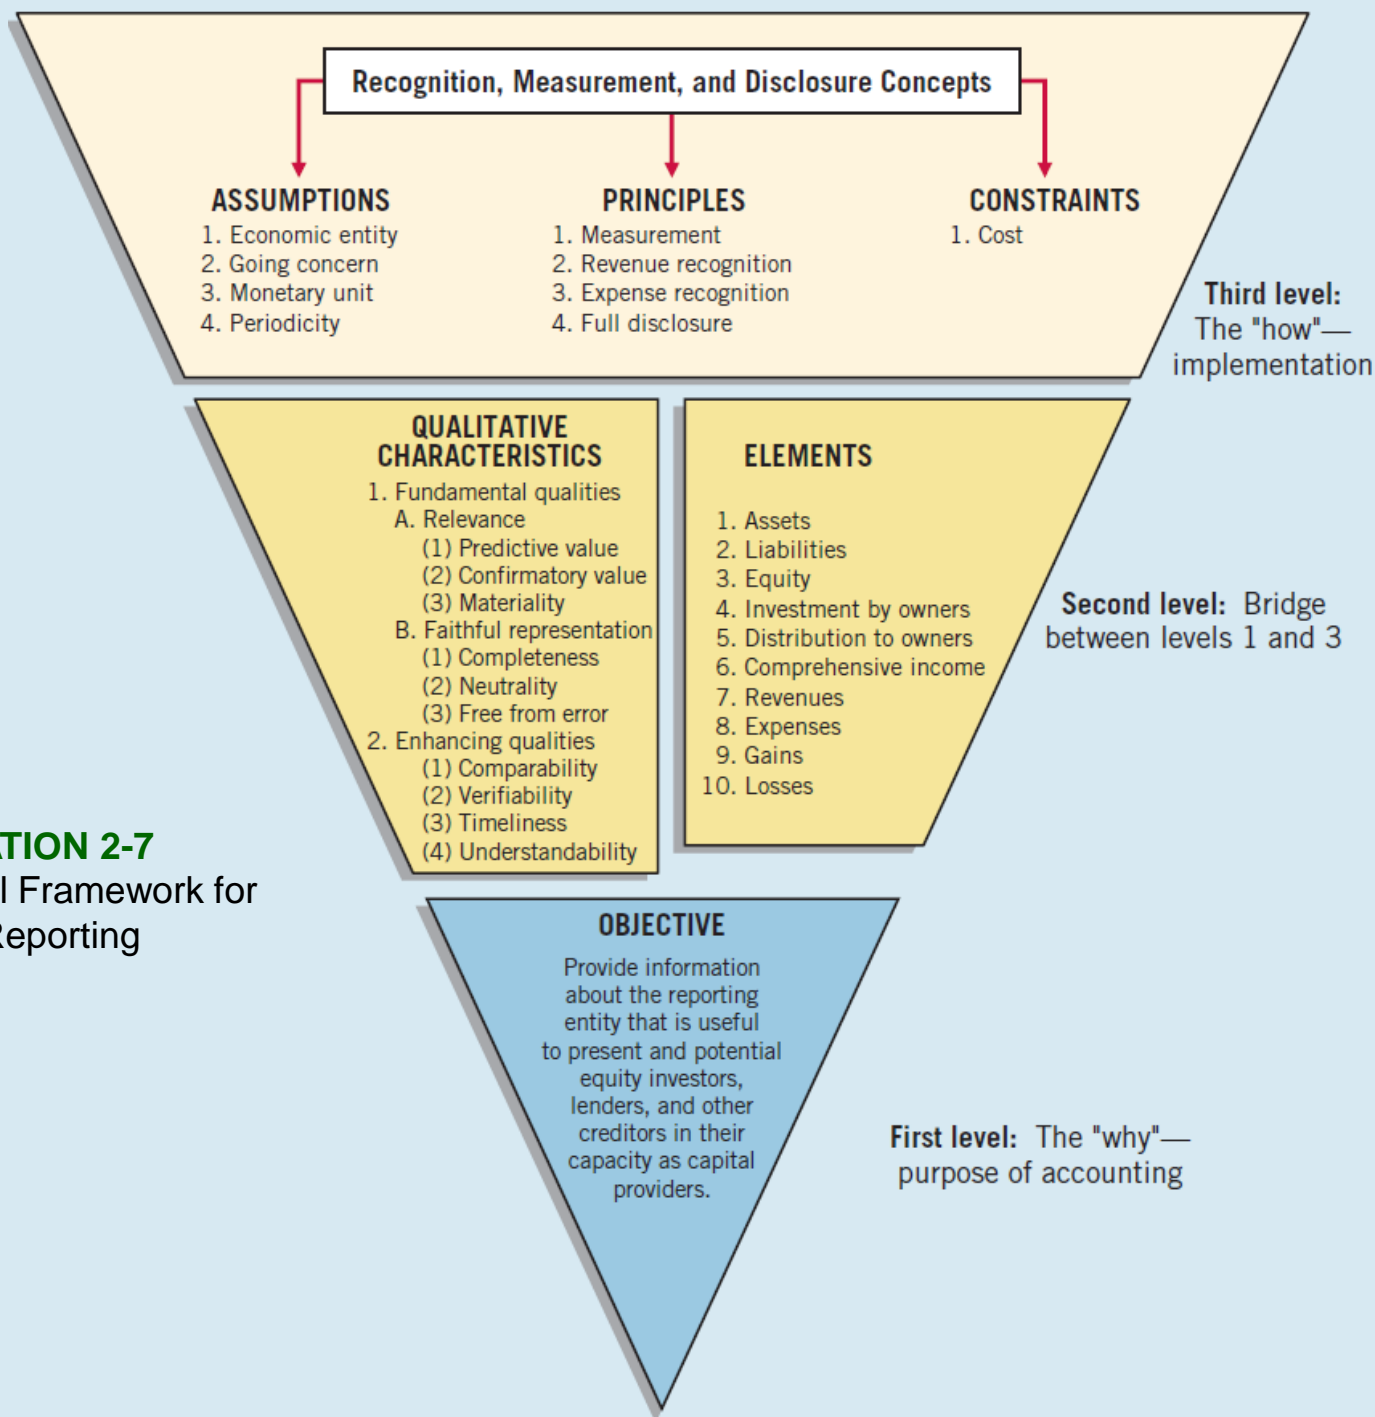 Recognition, Measurement, and Disclosure Concepts
ASSUMPTIONS
1. Economic entity
2. Going concern
3. Monetary unit
4. Periodicity
PRINCIPLES
1. Measurement
2. Revenue recognition
3. Expense recognition
4. Full disclosure
CONSTRAINTS
1. Cost
Third level:
The "how"—
implementation
QUALITATIVE
CHARACTERISTICS
1. Fundamental qualities
A. Relevance
(1) Predictive value
(2) Confirmatory value
(3) Materiality
B. Faithful representation
(1) Completeness
(2) Neutrality
(3) Free from error
2. Enhancing qualities
(1) Comparability
(2) Verifiability
(3) Timeliness
(4) Understandability
ELEMENTS
1. Assets
2. Liabilities
3. Equity
4. Investment by owners
5. Distribution to owners
6. Comprehensive income
7. Revenues
8. Expenses
9. Gains
10. Losses
Second level: Bridge
between levels 1 and 3
ATION 2-7
l Framework for
Reporting
OBJECTIVE
Provide information
about the reporting
entity that is useful
to present and potential
equity investors,
lenders, and other
creditors in their
capacity as capital
providers.
First level: The "why"—
purpose of accounting